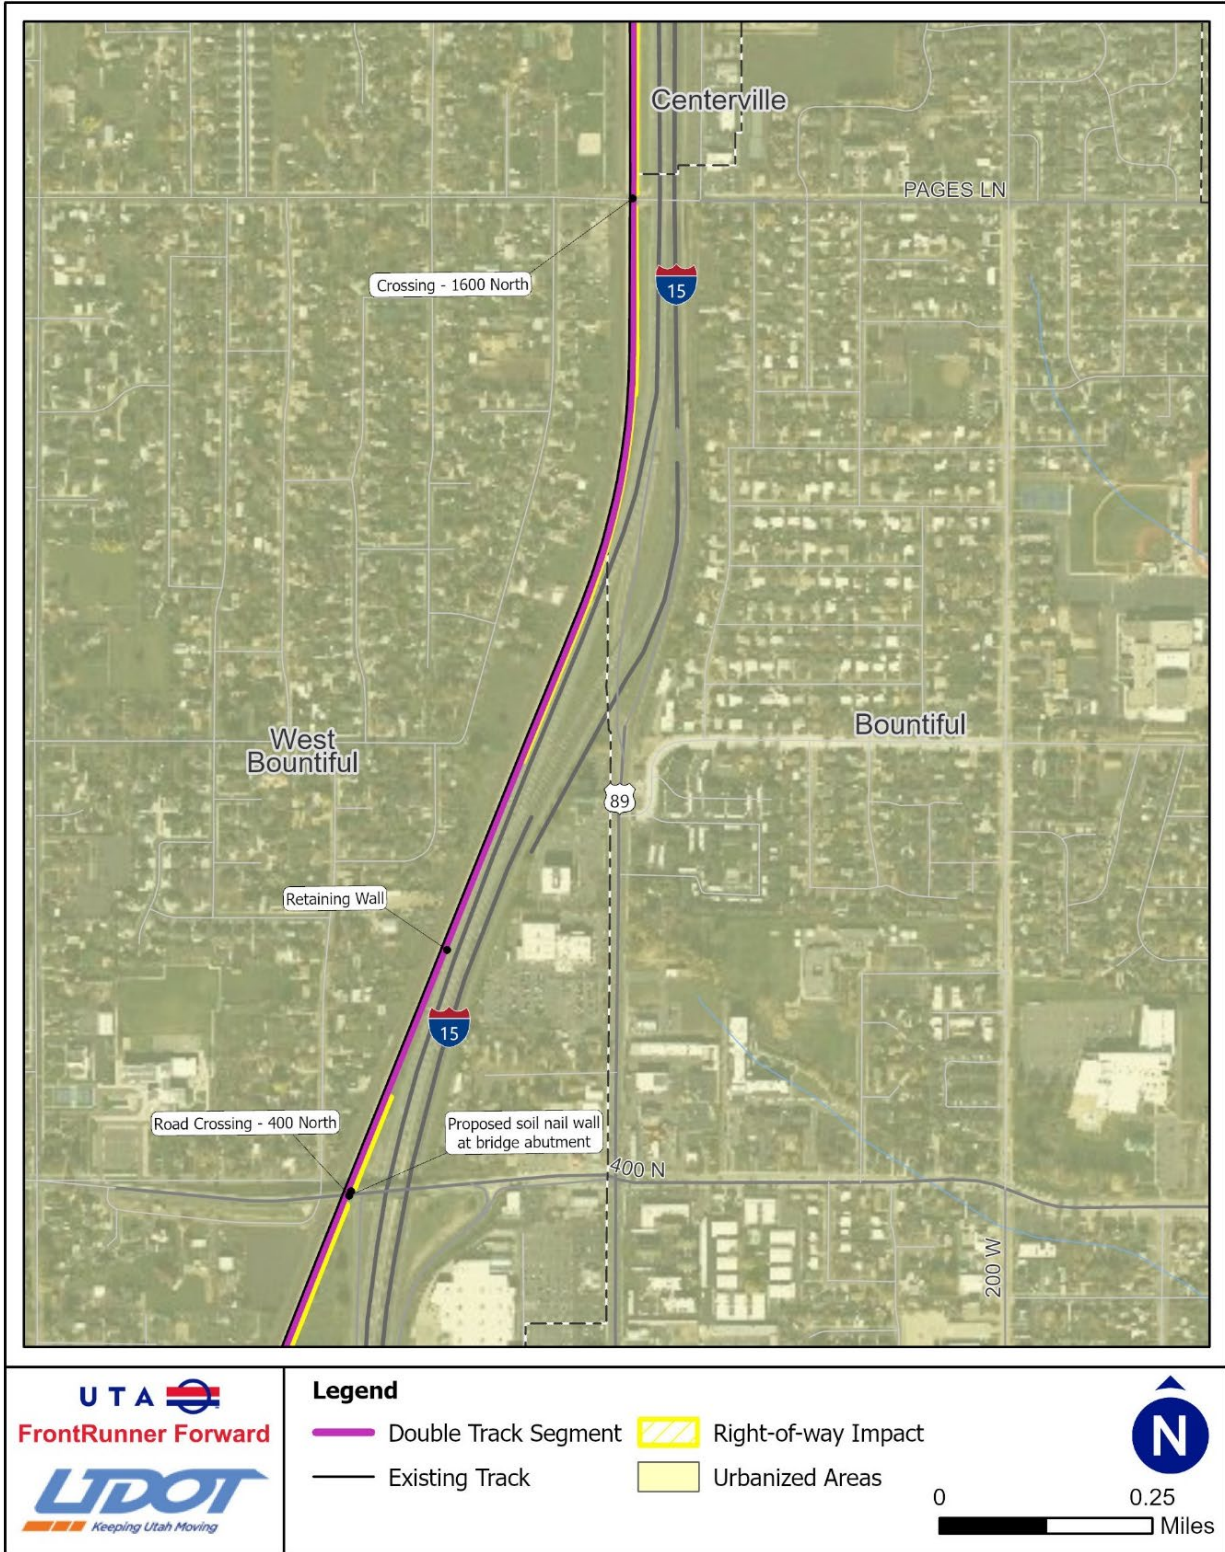 Centerville
PAGES LN
Crossing - 1600 North
15
West
Bountiful
Bountiful
89
Retaining Wall
15
Road Crossing - 400 North
Proposed soil nail wall
at bridge abutment
400 N
200 W
UTA
FrontRunner Forward
UDOT
Keeping Utah Moving
Legend
Double Track Segment
Right-of-way Impact
Existing Track
Urbanized Areas
N
0 0.25
Miles